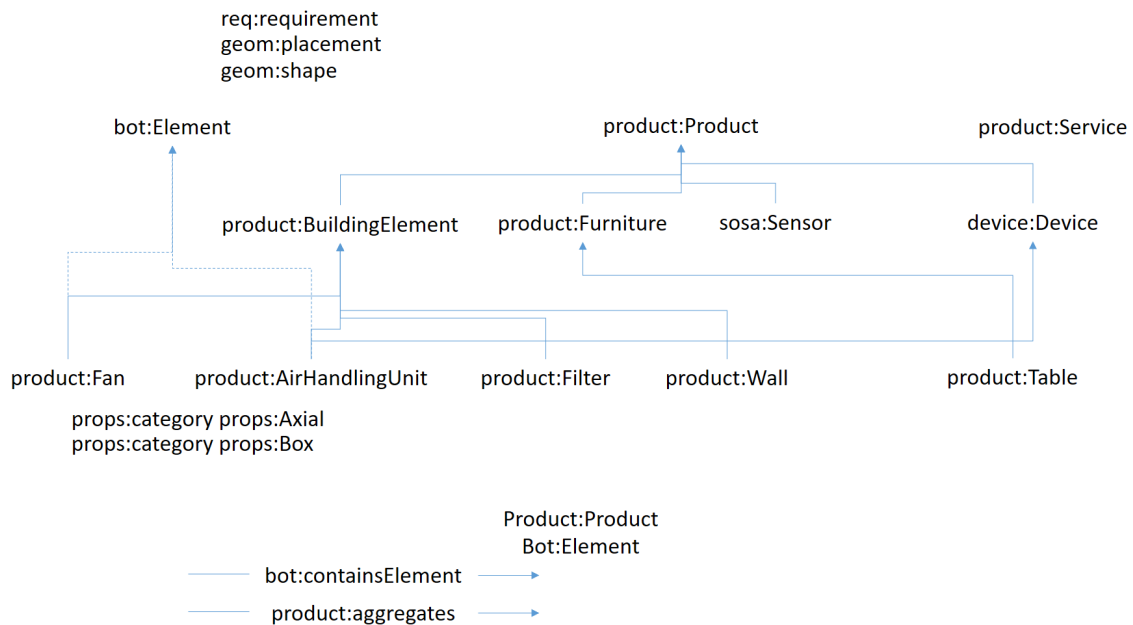 req:requirement
geom:placement
geom:shape
bot:Element
product:Product
product:Service
product:BuildingElement
product:Furniture
sosa:Sensor
device:Device
product:Fan
product:AirHandlingUnit
product:Filter
product:Wall
product:Table
props:category props:Axial
props:category props:Box
Product:Product
Bot:Element
bot:containsElement
product:aggregates